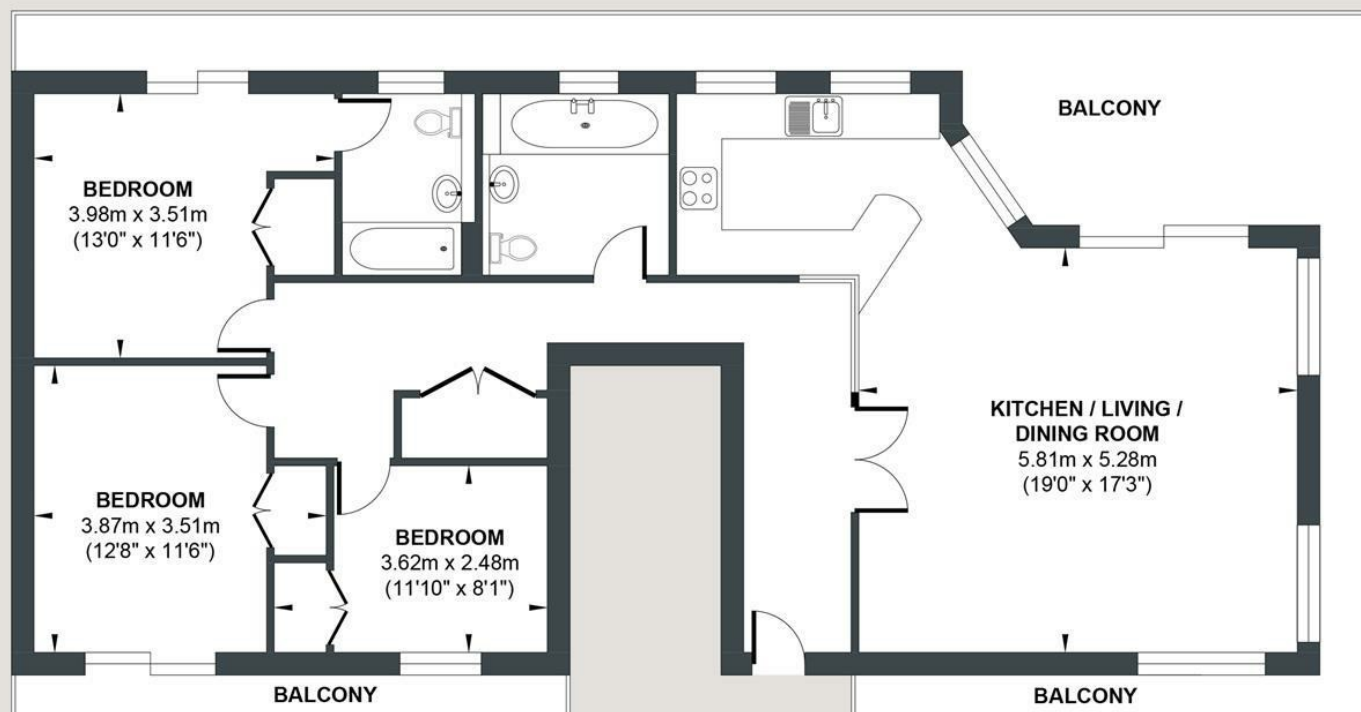 BALCONY
BEDROOM
3.98m x 3.51m
(13'0" x 11'6")
KITCHEN / LIVING /
DINING ROOM
5.81m x 5.28m
(19'0" x 17'3")
BEDROOM
3.87m x 3.51m
(12'8" x 11'6")
BEDROOM
3.62m x 2.48m
(11'10" x 8'1")
BALCONY
BALCONY